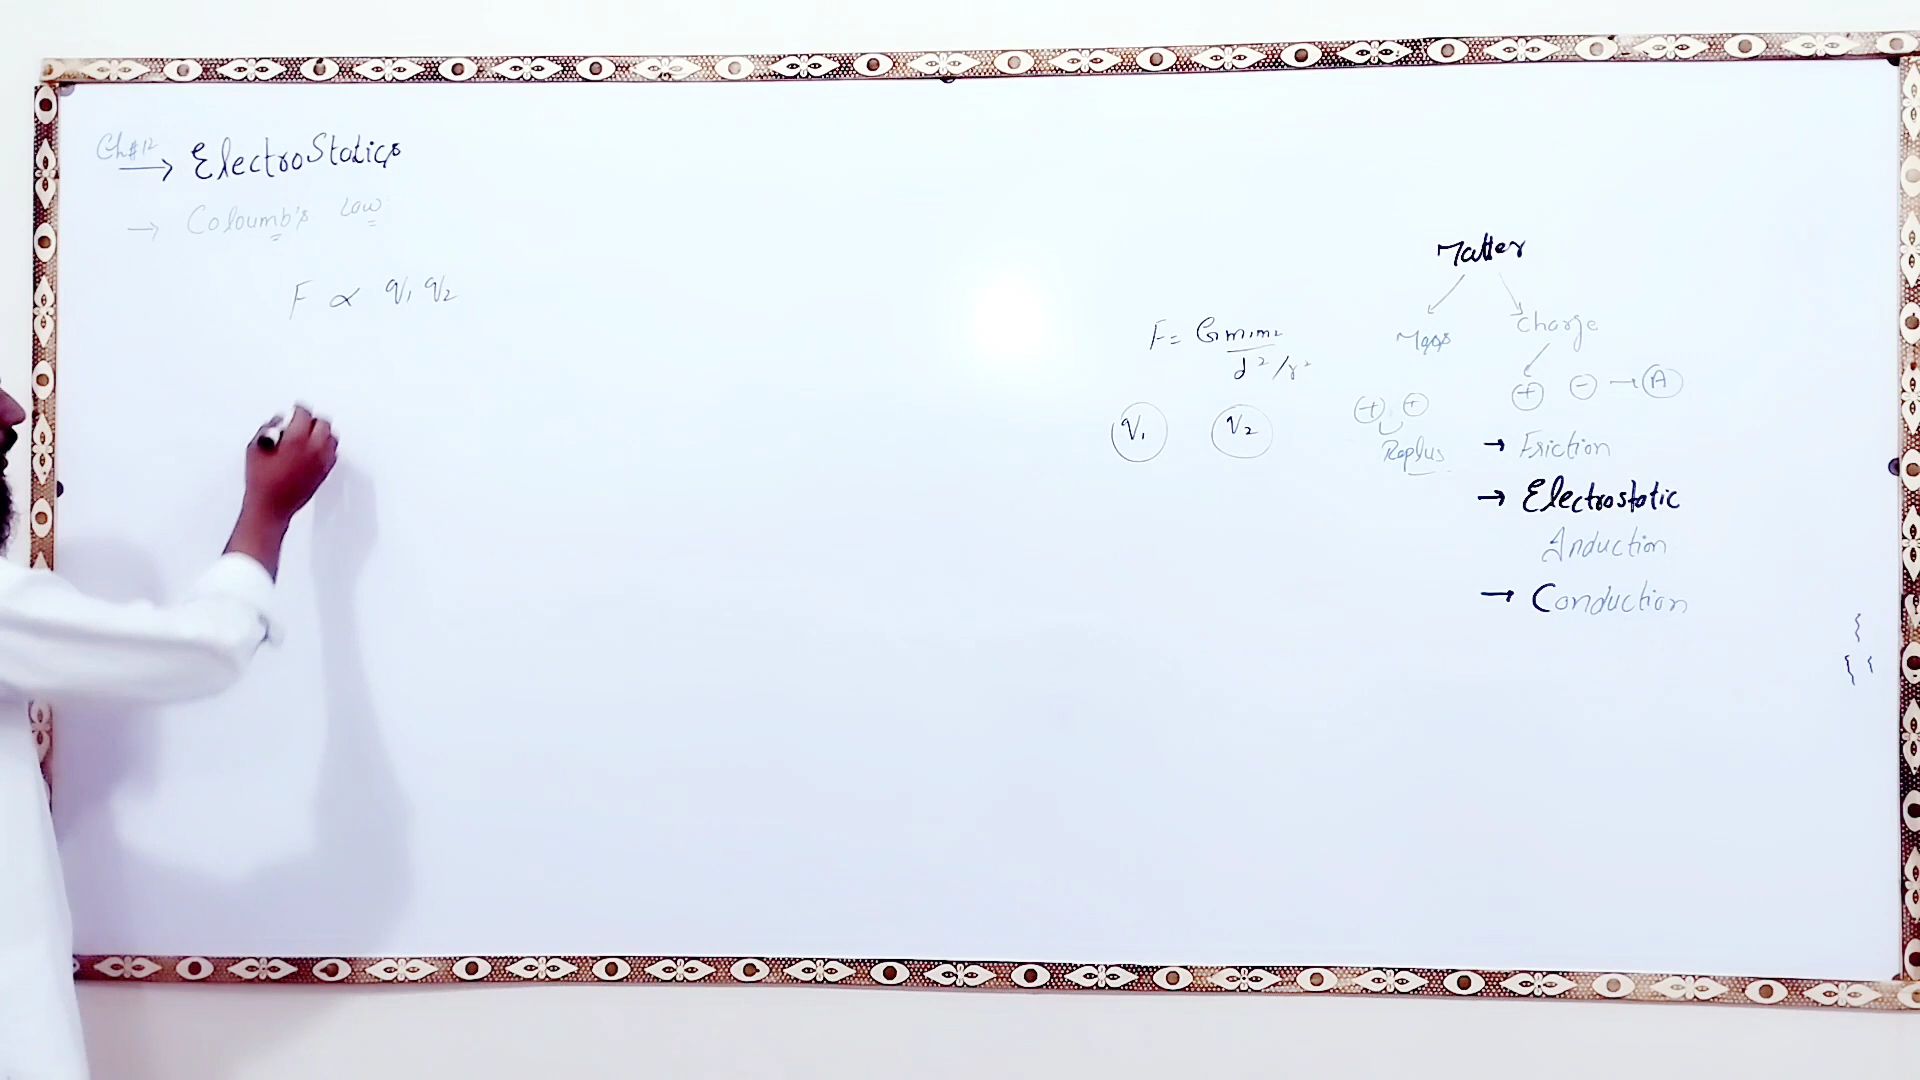 Ch#12
→ ElectroStatics
→ Coloumb's Law
F ∝ q1 q2
Matter
Mass Charge
F = Gm1m2
d² / r²
+ - → A
+ +
q1 q2
Replus
→ Friction
→ Electrostatic
Induction
→ Conduction